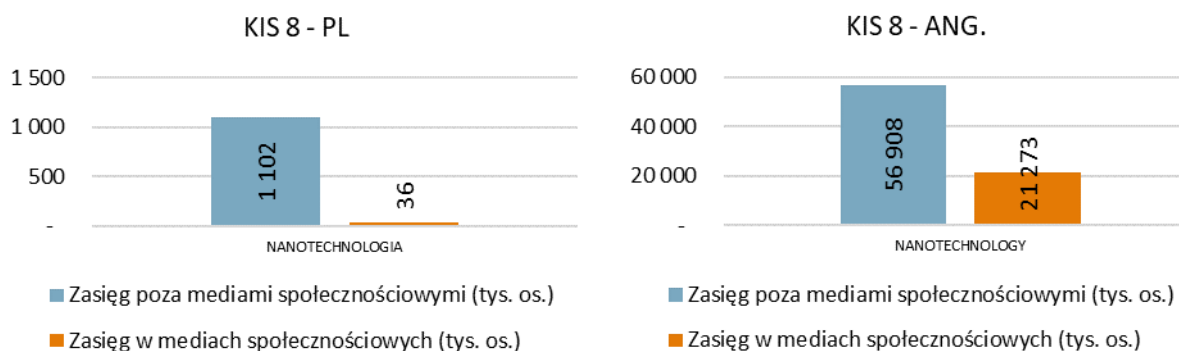 KIS 8 - PL
1 500
1 000
500
-
1 102
36
NANOTECHNOLOGIA
Zasięg poza mediami społecznościowymi (tys. os.)
Zasięg w mediach społecznościowych (tys. os.)
KIS 8 - ANG.
60 000
40 000
20 000
-
56 908
21 273
NANOTECHNOLOGY
Zasięg poza mediami społecznościowymi (tys. os.)
Zasięg w mediach społecznościowych (tys. os.)